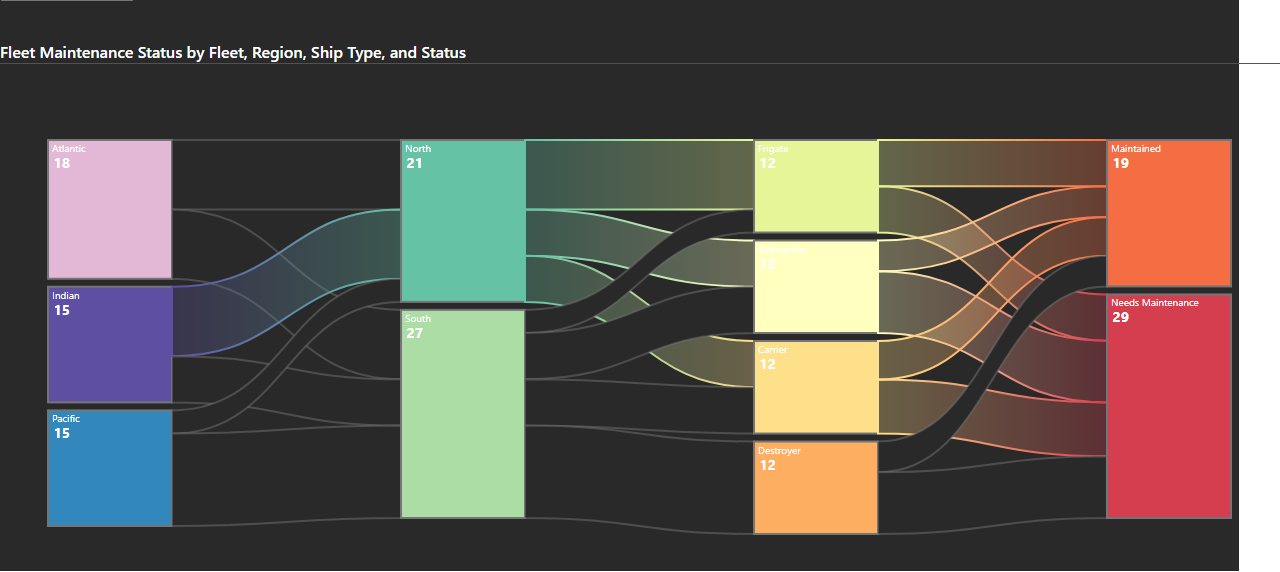 Fleet Maintenance Status by Fleet, Region, Ship Type, and Status
Atlantic
18
Indian
15
Pacific
15
North
21
South
27
Frigate
12
12
Carrier
12
Destroyer
12
Maintained
19
Needs Maintenance
29